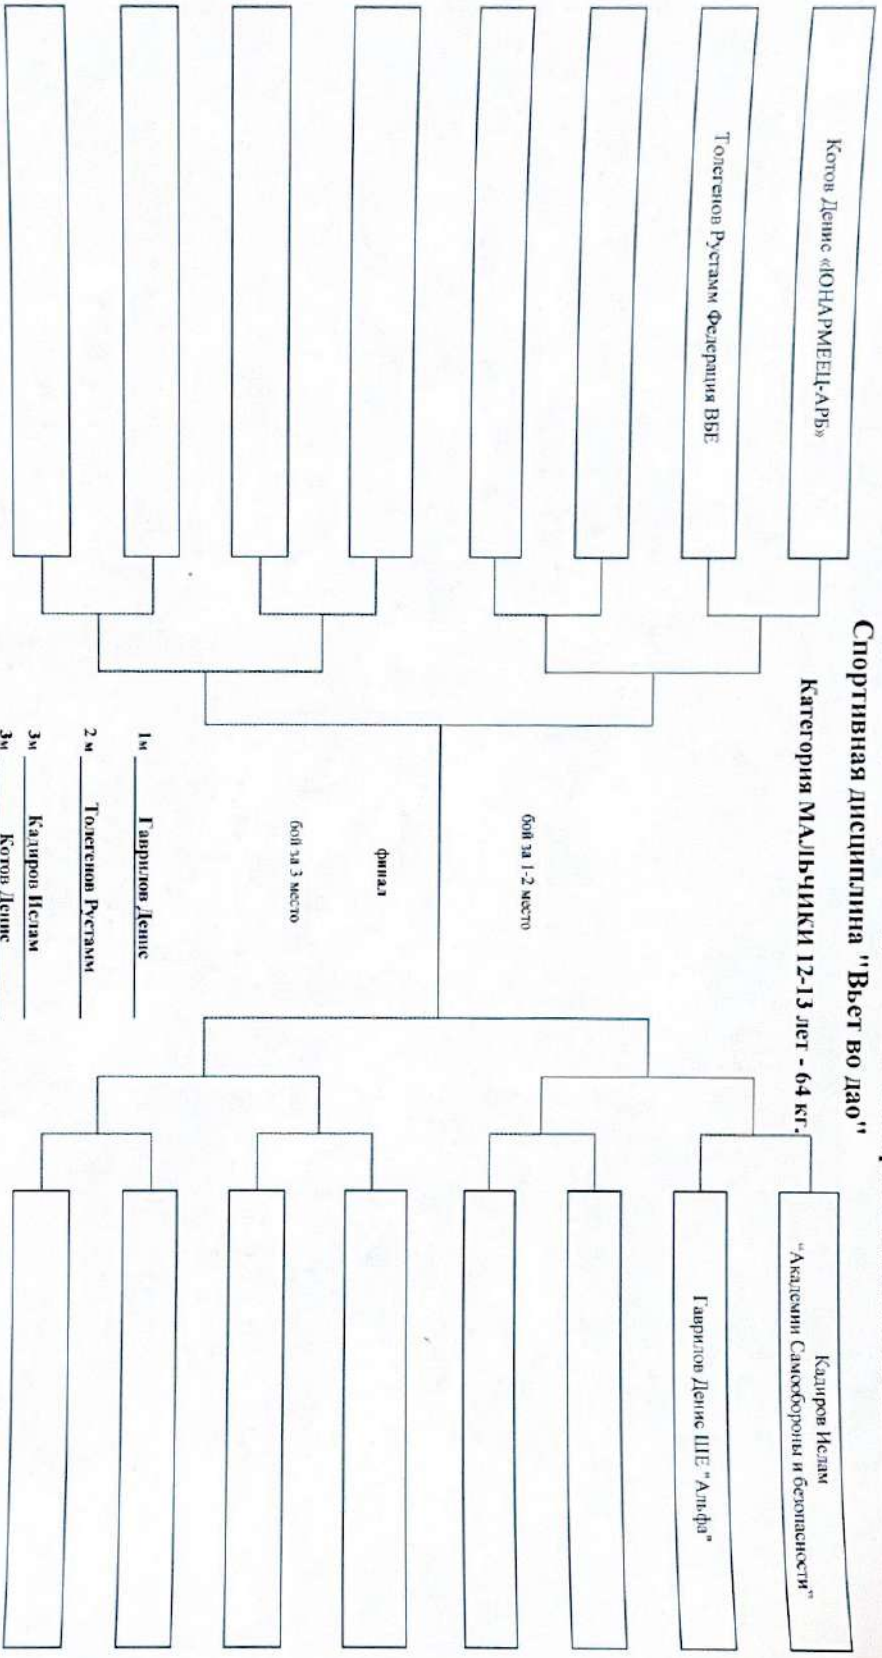 Спортивная дисциплина "Вьет во дао"
Категория МАЛЬЧИКИ 12-13 лет - 64 кг.
Котов Денис «ЮНАРМЕЕЦ-АРБ»
Толегенов Рустамм Федерация ВБЕ
Кадиров Ислам
"Академии Самообороны и безопасности"
Гаврилов Денис ШЕ "Альфа"
бой за 1-2 место
финал
бой за 3 место
1м Гаврилов Денис
2 м Толегенов Рустамм
3м Кадиров Ислам
3м Котов Денис